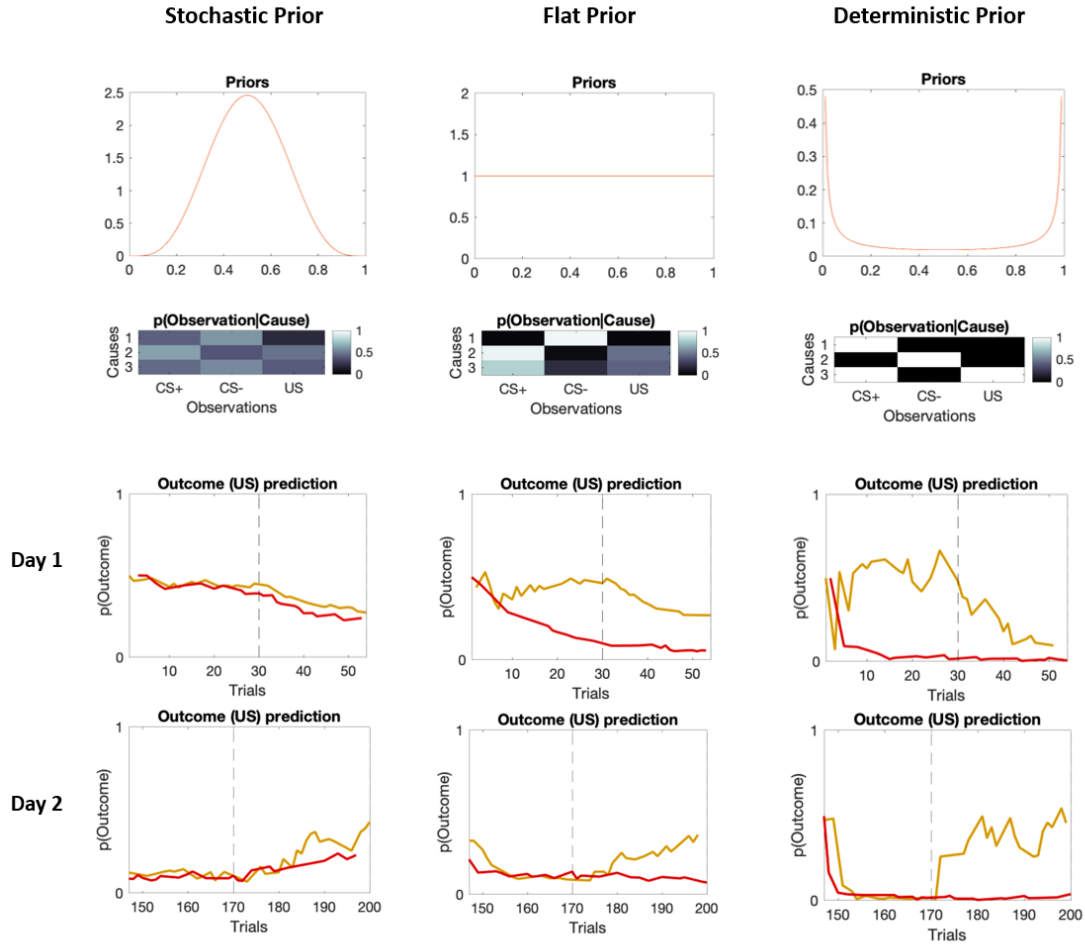 Stochastic Prior
Flat Prior
Deterministic Prior
Priors
2.5
2
1.5
1
0.5
0
0 0.2 0.4 0.6 0.8 1
Priors
2
1.5
1
0.5
0
0 0.2 0.4 0.6 0.8 1
Priors
0.5
0.4
0.3
0.2
0.1
0
0 0.2 0.4 0.6 0.8 1
p(Observation|Cause)
Causes
1
2
3
CS+ CS- US
Observations
1
0.5
0
p(Observation|Cause)
Causes
1
2
3
CS+ CS- US
Observations
1
0.5
0
p(Observation|Cause)
Causes
1
2
3
CS+ CS- US
Observations
1
0.5
0
Day 1
Outcome (US) prediction
p(Outcome)
1
0
10 20 30 40 50
Trials
Outcome (US) prediction
p(Outcome)
1
0
10 20 30 40 50
Trials
Outcome (US) prediction
p(Outcome)
1
0
10 20 30 40 50
Trials
Day 2
Outcome (US) prediction
p(Outcome)
1
0
150 160 170 180 190 200
Trials
Outcome (US) prediction
p(Outcome)
1
0
150 160 170 180 190 200
Trials
Outcome (US) prediction
p(Outcome)
1
0
150 160 170 180 190 200
Trials